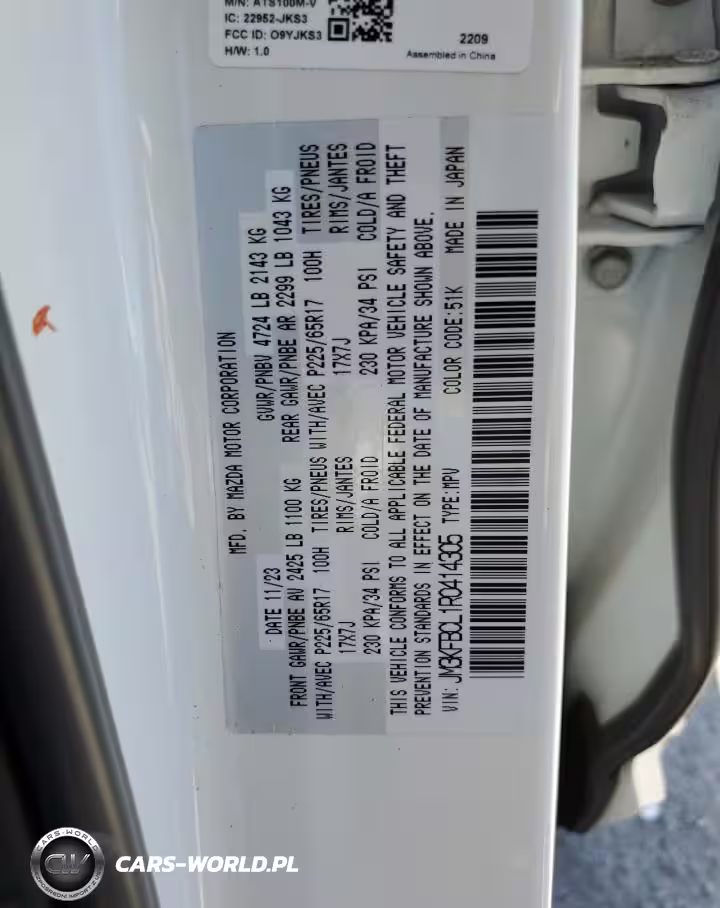 M/N: ATS100M-V
IC: 22952-JKS3
FCC ID: O9YJKS3
H/W: 1.0
2209
Assembled in China
MFD. BY MAZDA MOTOR CORPORATION
DATE 11/23 GVWR/PNBV 4724 LB 2143 KG
FRONT GAWR/PNBE AV 2425 LB 1100 KG REAR GAWR/PNBE AR 2299 LB 1043 KG
WITH/AVEC P225/65R17 100H TIRES/PNEUS WITH/AVEC P225/65R17 100H TIRES/PNEUS
17X7J RIMS/JANTES 17X7J RIMS/JANTES
230 KPA/34 PSI COLD/A FROID 230 KPA/34 PSI COLD/A FROID
THIS VEHICLE CONFORMS TO ALL APPLICABLE FEDERAL MOTOR VEHICLE SAFETY AND THEFT
PREVENTION STANDARDS IN EFFECT ON THE DATE OF MANUFACTURE SHOWN ABOVE.
VIN: JM3KFBCL1R0414305 TYPE:MPV COLOR CODE:51K MADE IN JAPAN
CARS-WORLD
CW
CARS-WORLD.PL